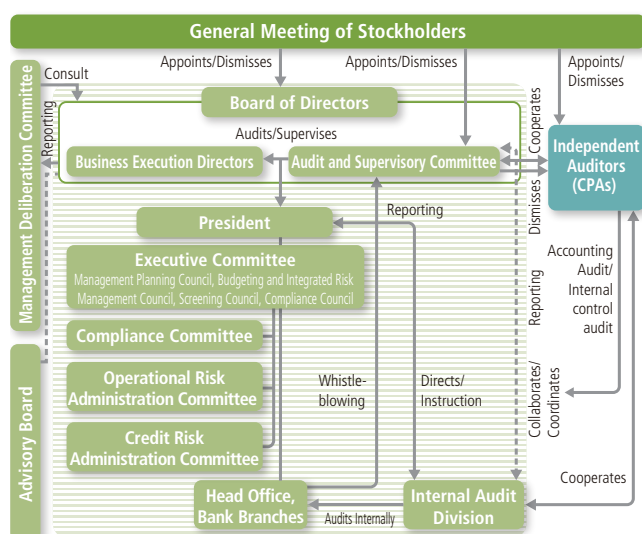 General Meeting of Stockholders
Consult
Appoints/Dismisses
Appoints/Dismisses
Appoints/
Dismisses
Management Deliberation Committee
Reporting
Board of Directors
Audits/Supervises
Business Execution Directors
Audit and Supervisory Committee
Cooperates
Dismisses
Independent
Auditors
(CPAs)
President
Reporting
Executive Committee
Management Planning Council, Budgeting and Integrated Risk
Management Council, Screening Council, Compliance Council
Reporting
Accounting
Audit/
Internal
control
audit
Compliance Committee
Operational Risk
Administration Committee
Whistle-
blowing
Directs/
Instruction
Collaborates/
Coordinates
Advisory Board
Credit Risk
Administration Committee
Head Office,
Bank Branches
Audits Internally
Internal Audit
Division
Cooperates